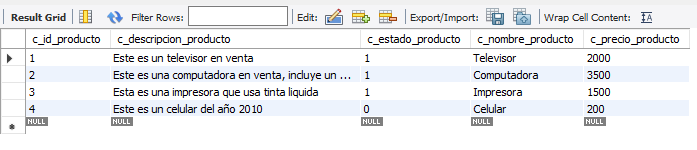 Result Grid Filter Rows: Edit: Export/Import: Wrap Cell Content: IA
c_id_producto c_descripcion_producto c_estado_producto c_nombre_producto c_precio_producto
1 Este es un televisor en venta 1 Televisor 2000
2 Este es una computadora en venta, incluye un ... 1 Computadora 3500
3 Esta es una impresora que usa tinta liquida 1 Impresora 1500
4 Este es un celular del año 2010 0 Celular 200
NULL NULL NULL NULL NULL